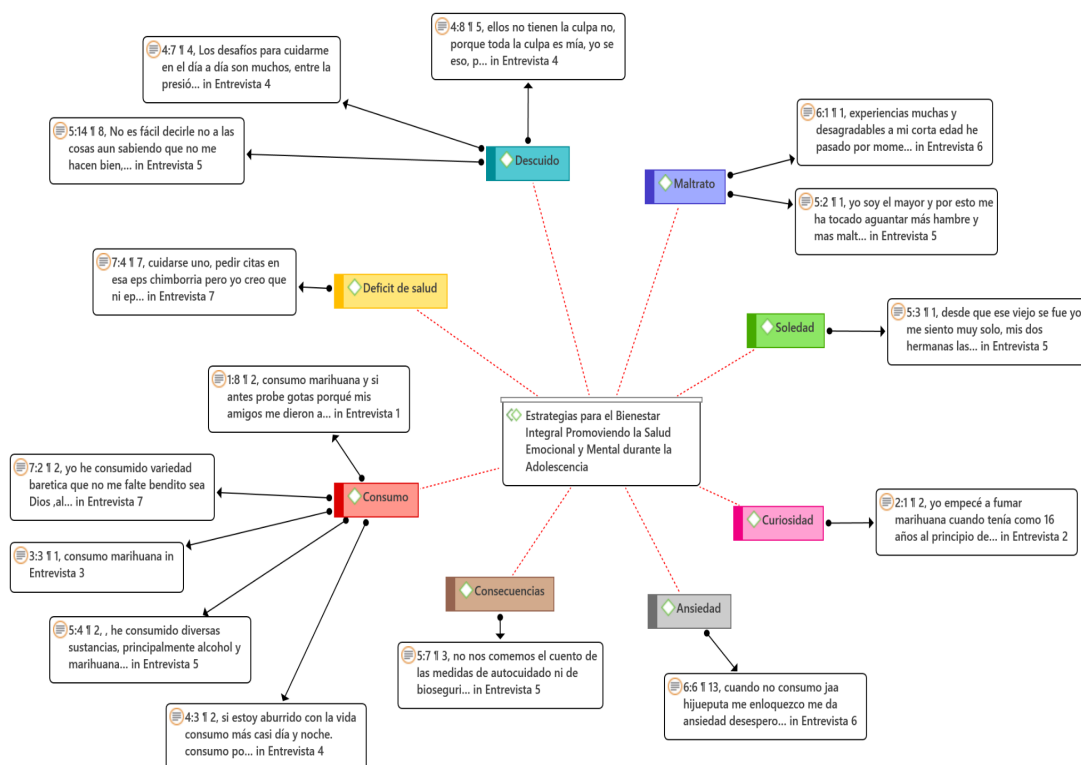 4:8 ¶ 5, ellos no tienen la culpa no,
porque toda la culpa es mía, yo se
eso, p... in Entrevista 4
4:7 ¶ 4, Los desafíos para cuidarme
en el día a día son muchos, entre la
presió... in Entrevista 4
5:14 ¶ 8, No es fácil decirle no a las
cosas aun sabiendo que no me
hacen bien,... in Entrevista 5
Descuido
6:1 ¶ 1, experiencias muchas y
desagradables a mi corta edad he
pasado por mome... in Entrevista 6
Maltrato
5:2 ¶ 1, yo soy el mayor y por esto me
ha tocado aguantar más hambre y
mas malt... in Entrevista 5
7:4 ¶ 7, cuidarse uno, pedir citas en
esa eps chimborria pero yo creo que
ni ep... in Entrevista 7
Deficit de salud
Soledad
5:3 ¶ 1, desde que ese viejo se fue yo
me siento muy solo, mis dos
hermanas las... in Entrevista 5
1:8 ¶ 2, consumo marihuana y si
antes probe gotas porqué mis
amigos me dieron a... in Entrevista 1
Estrategias para el Bienestar
Integral Promoviendo la Salud
Emocional y Mental durante la
Adolescencia
7:2 ¶ 2, yo he consumido variedad
baretica que no me falte bendito sea
Dios ,al... in Entrevista 7
Consumo
3:3 ¶ 1, consumo marihuana in
Entrevista 3
5:4 ¶ 2, , he consumido diversas
sustancias, principalmente alcohol y
marihuana... in Entrevista 5
4:3 ¶ 2, si estoy aburrido con la vida
consumo más casi día y noche.
consumo po... in Entrevista 4
Curiosidad
2:1 ¶ 2, yo empecé a fumar
marihuana cuando tenía como 16
años al principio de... in Entrevista 2
Consecuencias
5:7 ¶ 3, no nos comemos el cuento de
las medidas de autocuidado ni de
bioseguri... in Entrevista 5
Ansiedad
6:6 ¶ 13, cuando no consumo jaa
hijueputa me enloquezco me da
ansiedad desespero... in Entrevista 6